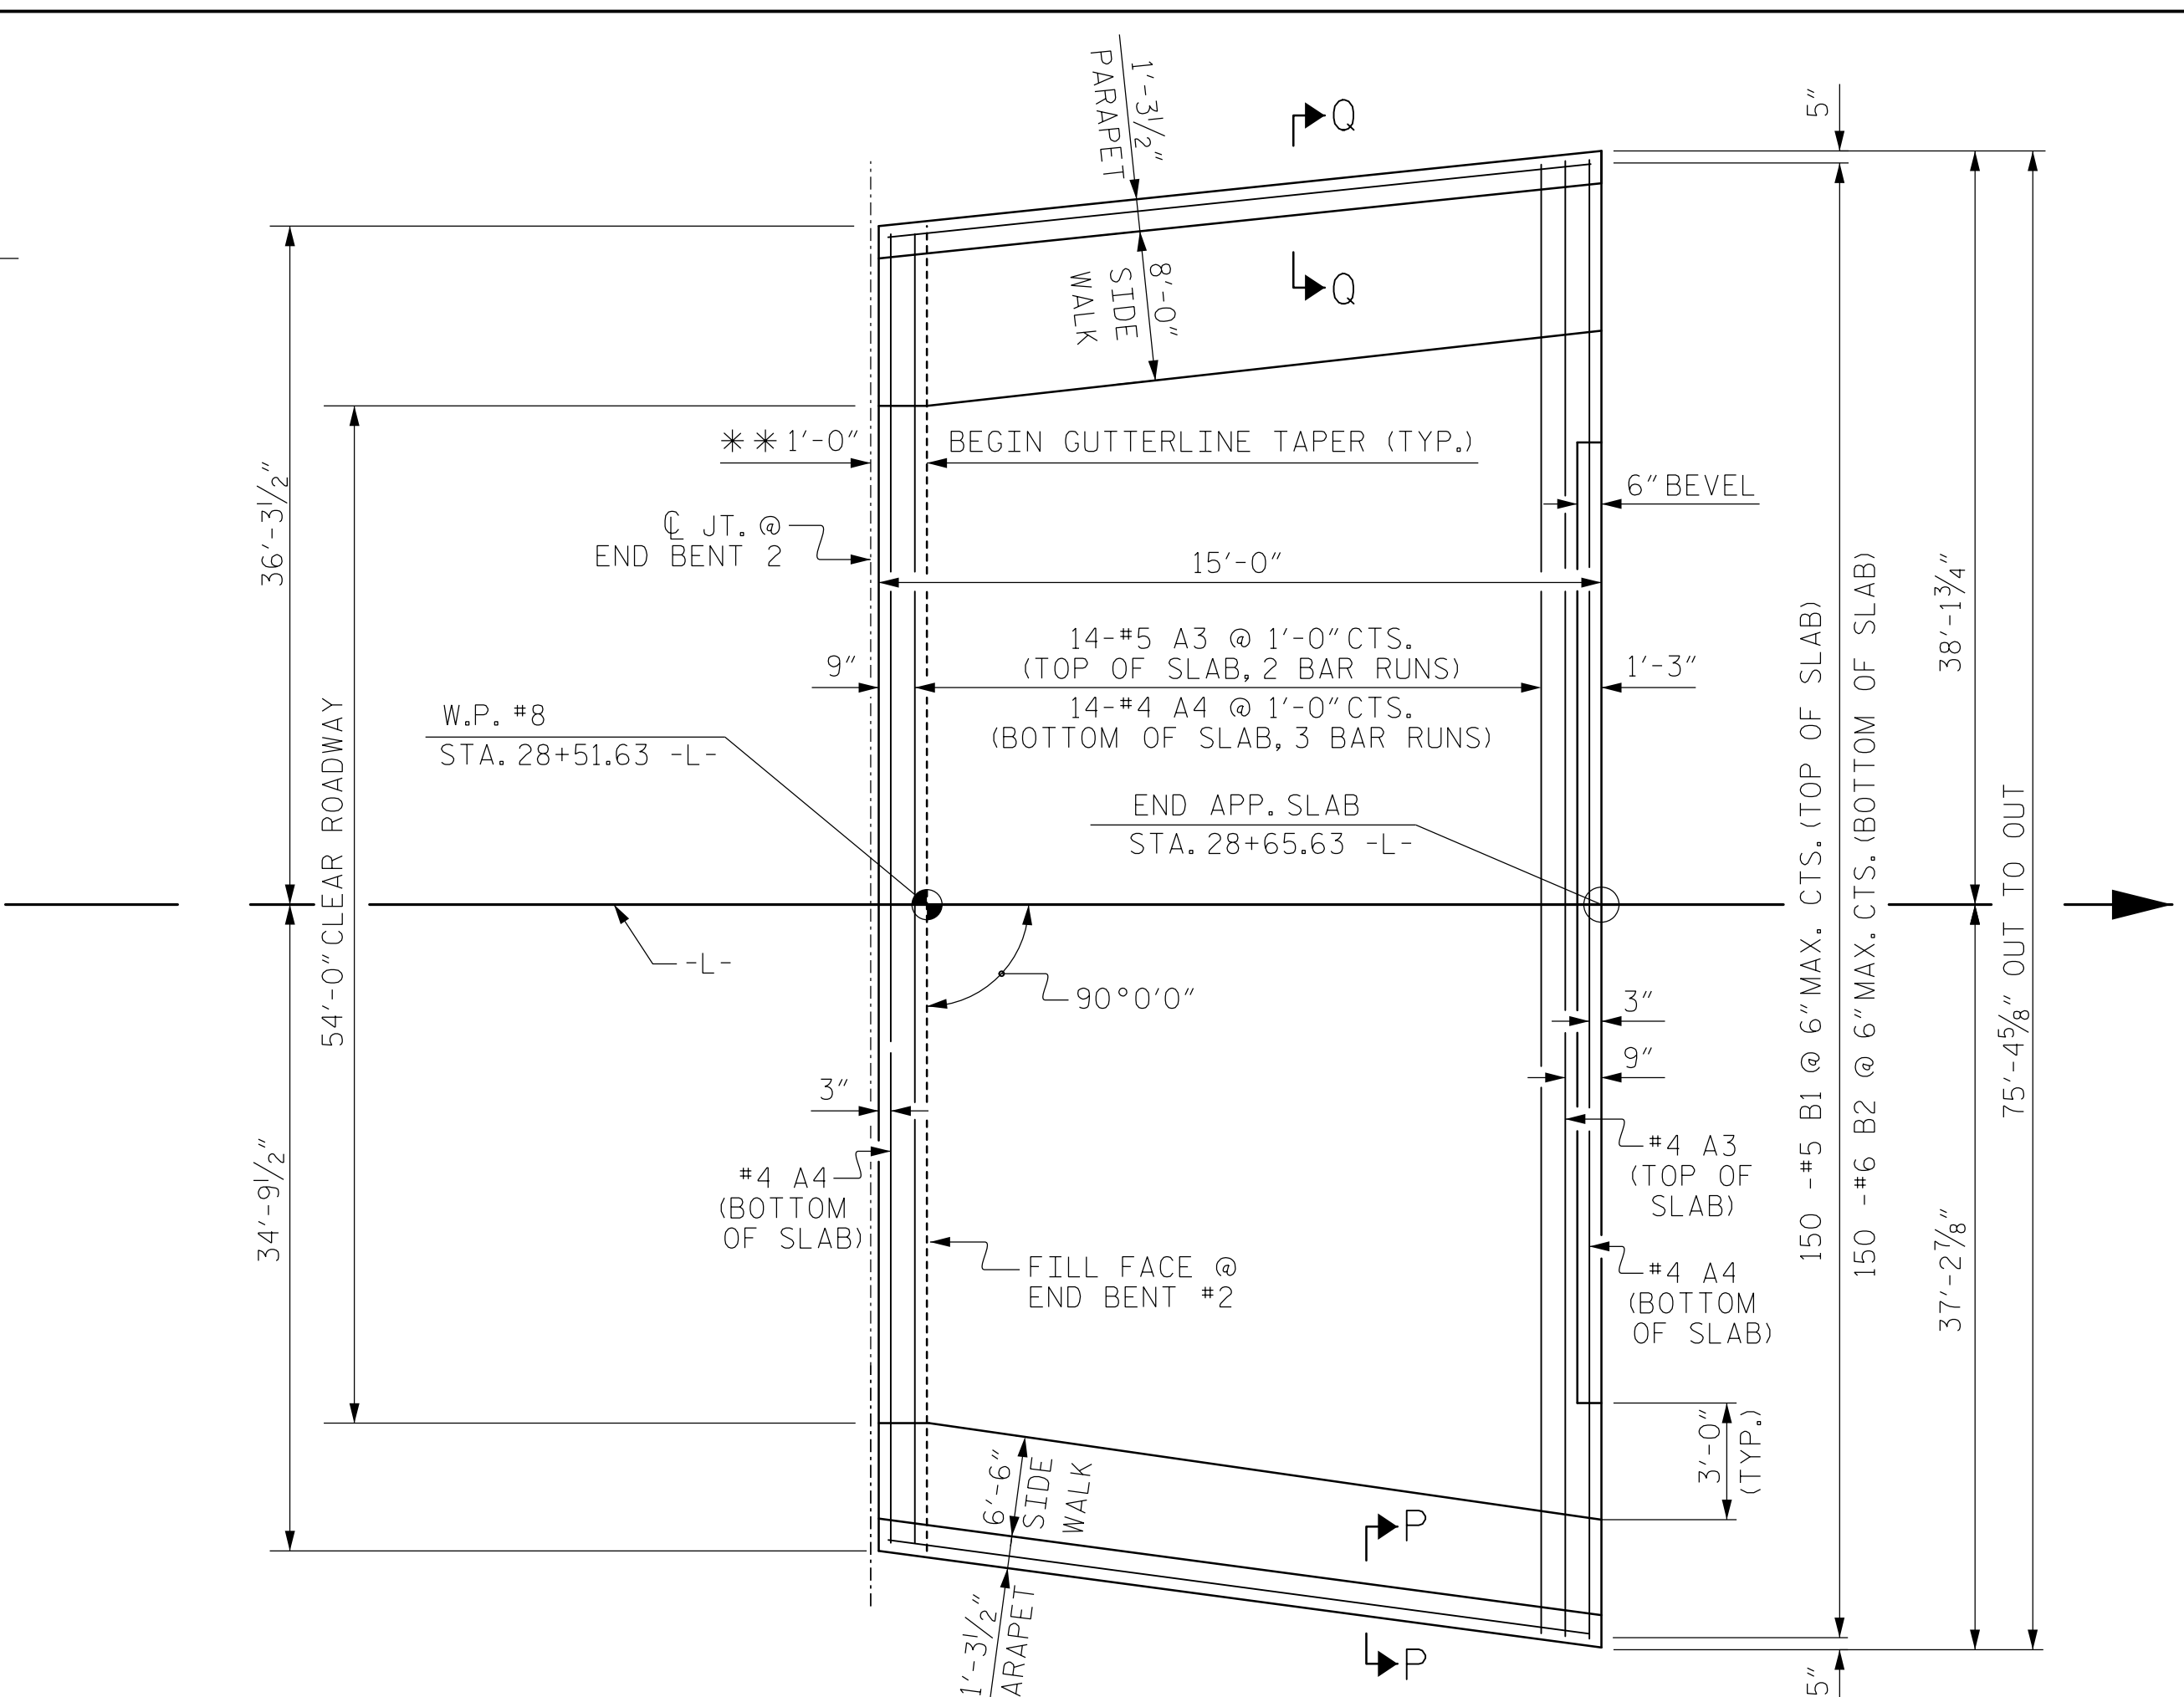 1'-3½"
PARAPET
Q
8'-0"
SIDE
WALK
Q
5"
36'-3½"
**1'-0"
BEGIN GUTTERLINE TAPER (TYP.)
6" BEVEL
℄ JT. @
END BENT 2
15'-0"
14-#5 A3 @ 1'-0" CTS.
(TOP OF SLAB, 2 BAR RUNS)
9"
1'-3"
14-#4 A4 @ 1'-0" CTS.
(BOTTOM OF SLAB, 3 BAR RUNS)
W.P. #8
STA. 28+51.63 -L-
54'-0" CLEAR ROADWAY
END APP. SLAB
STA. 28+65.63 -L-
150 -#5 B1 @ 6" MAX. CTS. (TOP OF SLAB)
150 -#6 B2 @ 6" MAX. CTS. (BOTTOM OF SLAB)
38'-1¾"
75'-4⅝" OUT TO OUT
-L-
90°0'0"
3"
9"
3"
34'-9½"
#4 A4
(BOTTOM
OF SLAB)
#4 A3
(TOP OF
SLAB)
37'-2⅞"
FILL FACE @
END BENT #2
#4 A4
(BOTTOM
OF SLAB)
3'-0"
(TYP.)
6'-6"
SIDE
WALK
P
1'-3½"
ARAPET
P
5"